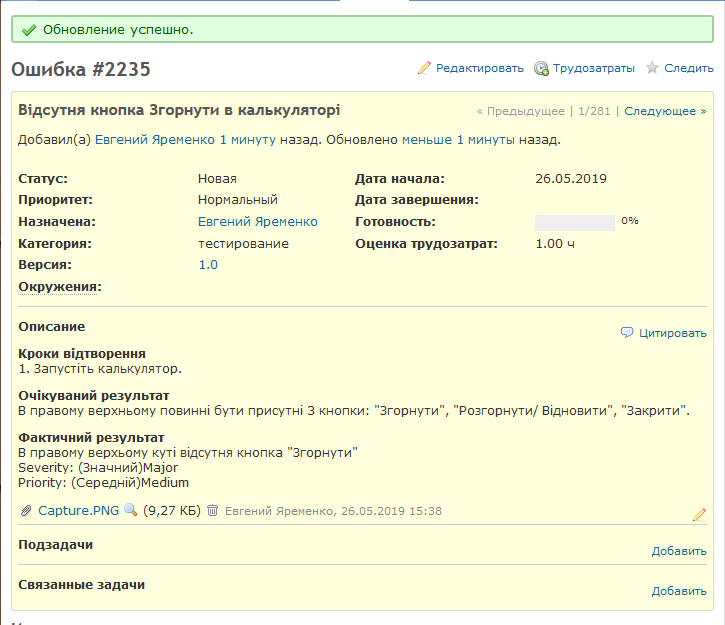 Обновление успешно.
Ошибка #2235
Редактировать Трудозатраты Следить
Відсутня кнопка Згорнути в калькуляторі
« Предыдущее | 1/281 | Следующее »
Добавил(а) Евгений Яременко 1 минуту назад. Обновлено меньше 1 минуты назад.
Статус: Новая Дата начала: 26.05.2019
Приоритет: Нормальный Дата завершения:
Назначена: Евгений Яременко Готовность: 0%
Категория: тестирование Оценка трудозатрат: 1.00 ч
Версия: 1.0
Окружения:
Описание
Цитировать
Кроки відтворення
1. Запустіть калькулятор.
Очікуваний результат
В правому верхньому повинні бути присутні 3 кнопки: "Згорнути", "Розгорнути/ Відновити", "Закрити".
Фактичний результат
В правому верхьому куті відсутня кнопка "Згорнути"
Severity: (Значний)Major
Priority: (Середній)Medium
Capture.PNG (9,27 КБ) Евгений Яременко, 26.05.2019 15:38
Подзадачи
Добавить
Связанные задачи
Добавить